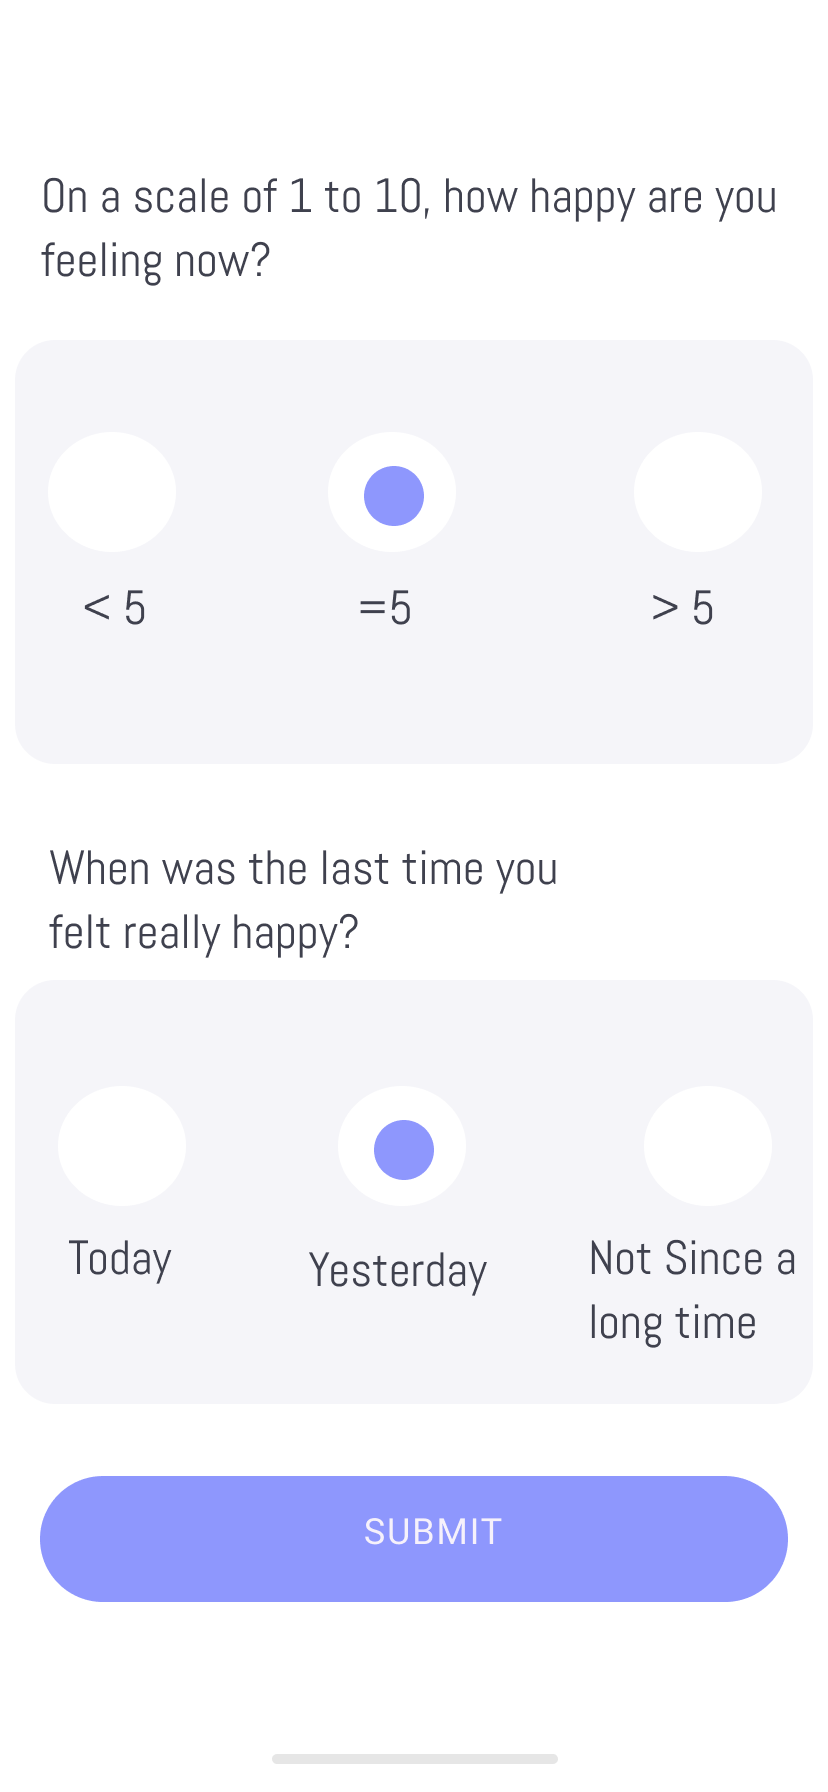 On a scale of 1 to 10, how happy are you
feeling now?
< 5
=5
> 5
When was the last time you
felt really happy?
Today
Yesterday
Not Since a
long time
SUBMIT